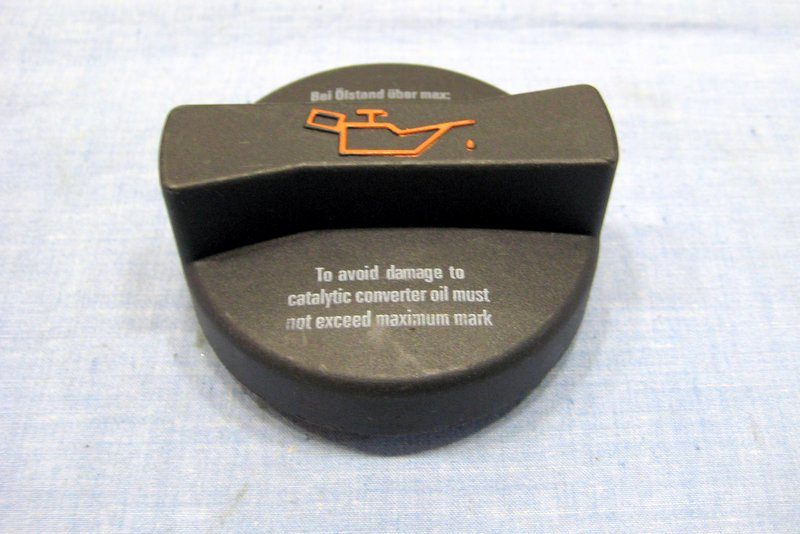 Bei Ölstand über max:
To avoid damage to
catalytic converter oil must
not exceed maximum mark